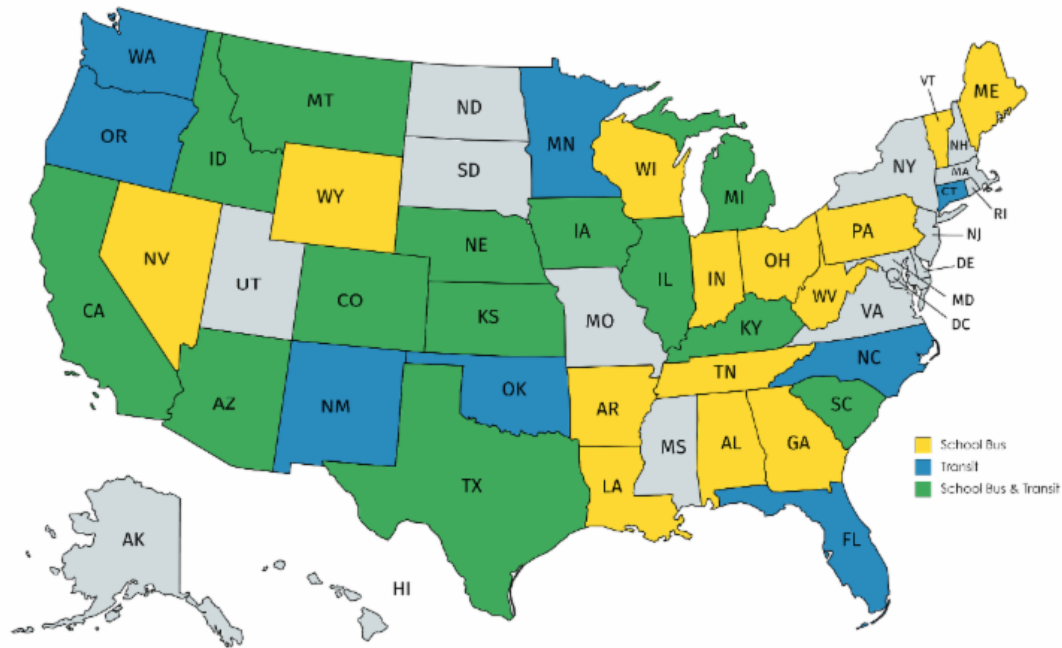 WA
MT
ND
VT
ME
OR
MN
ID
SD
WI
NH
NY
MA
WY
MI
CT
RI
NE
IA
PA
NJ
NV
OH
IL
IN
DE
UT
CO
WV
CA
KS
MO
VA
MD
KY
DC
NC
TN
OK
AZ
NM
AR
SC
MS
AL
GA
School Bus
Transit
TX
LA
School Bus & Transit
AK
FL
HI